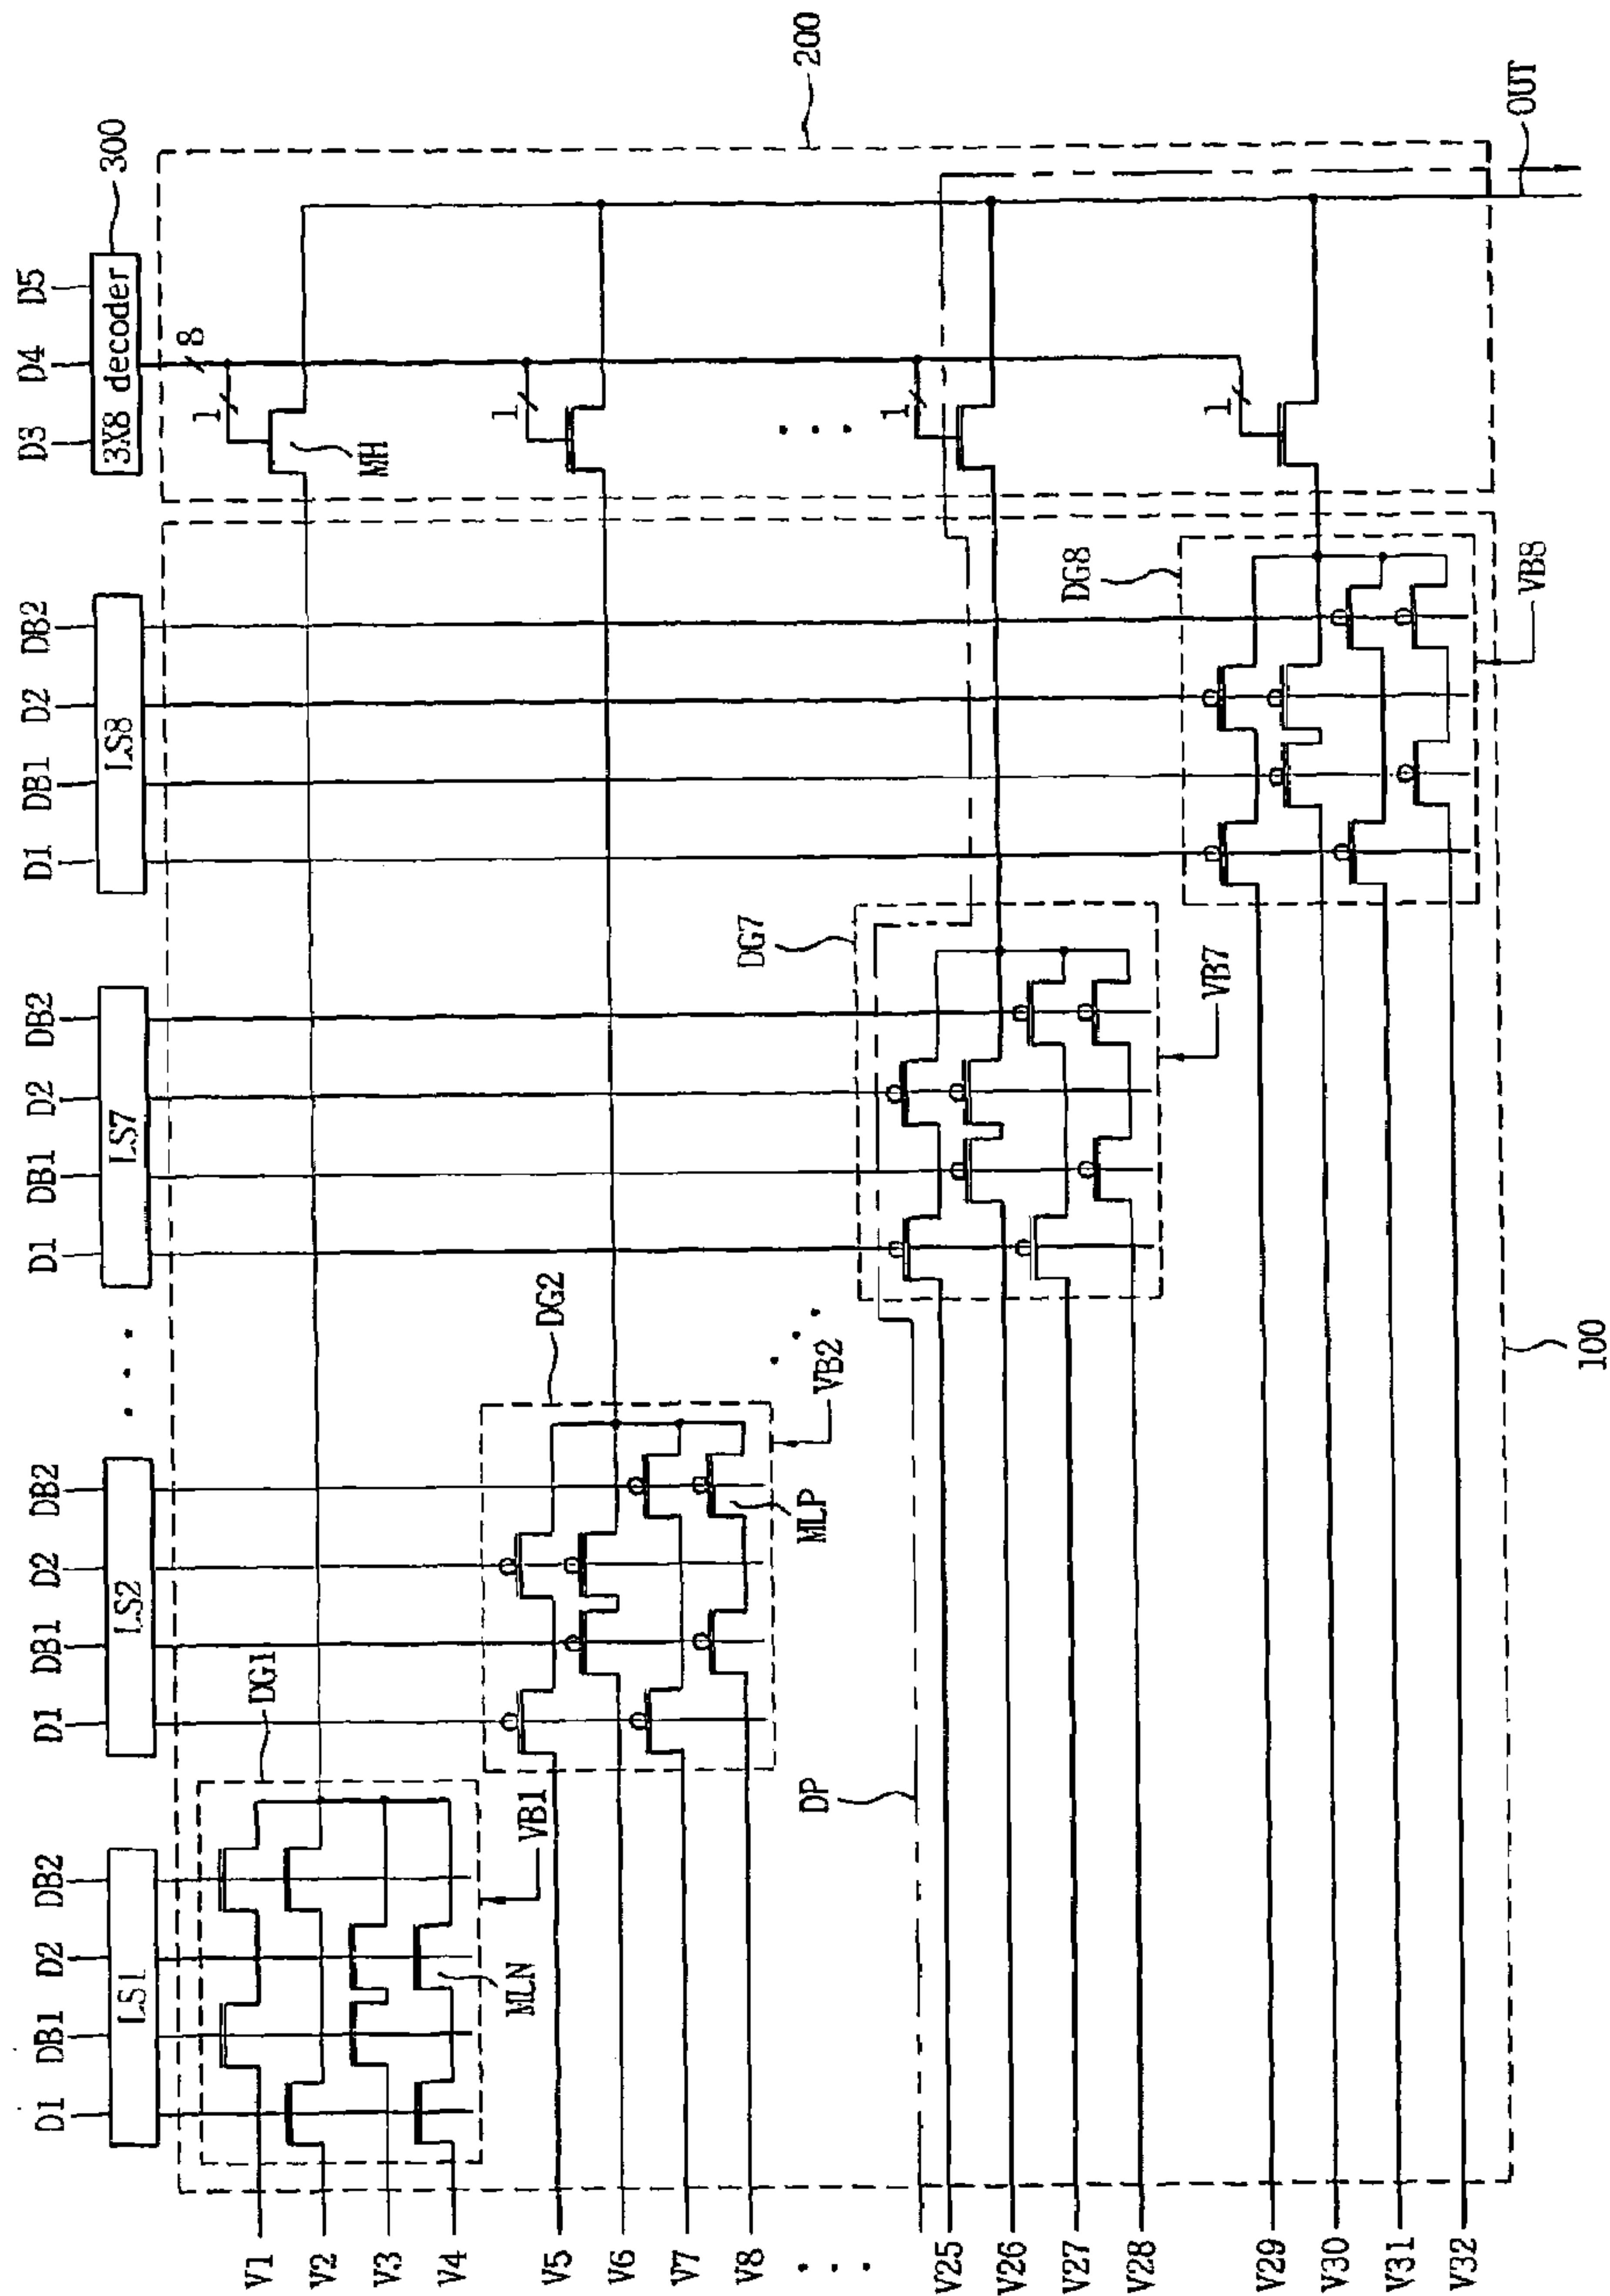 D1 DB1 D2 DB2 D1 DB1 D2 DB2 D1 DB1 D2 DB2 D1 DB1 D2 DB2 D3 D4 D5
LS1 LS2 . . . LS7 LS8 3X8 decoder 300
8
DG1
1 1 1 1
V1
V2
V3
V4
MLN
MH
VB1
DG2
V5
V6
V7
V8
MLP
VB2
. . .
. . .
. . .
200
DP
DG7
V25
V26
V27
V28
VB7
DG8
V29
V30
V31
V32
VB8
OUT
100